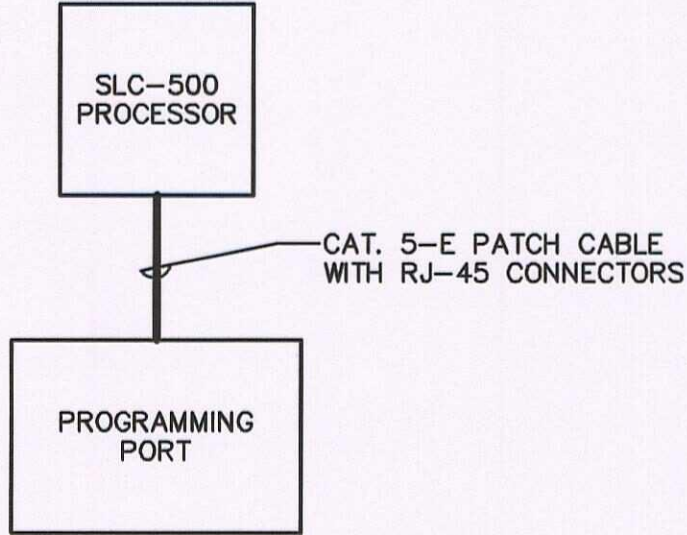 SLC-500
PROCESSOR
CAT. 5-E PATCH CABLE
WITH RJ-45 CONNECTORS
PROGRAMMING
PORT